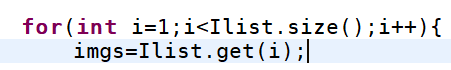 for(int i=1;i<Ilist.size();i++){
imgs=Ilist.get(i);